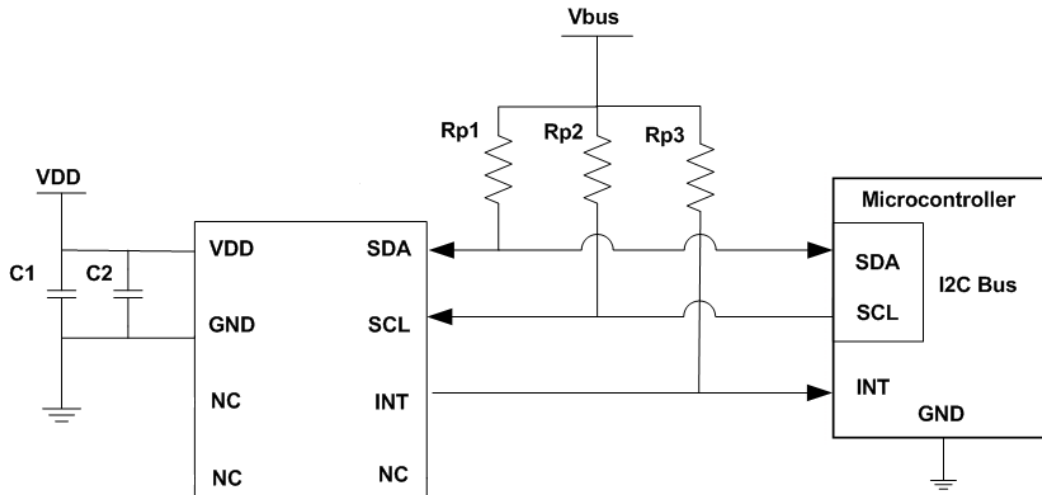 Vbus
Rp1
Rp2
Rp3
VDD
Microcontroller
VDD
SDA
C1
C2
SDA
I2C Bus
GND
SCL
SCL
NC
INT
INT
GND
NC
NC